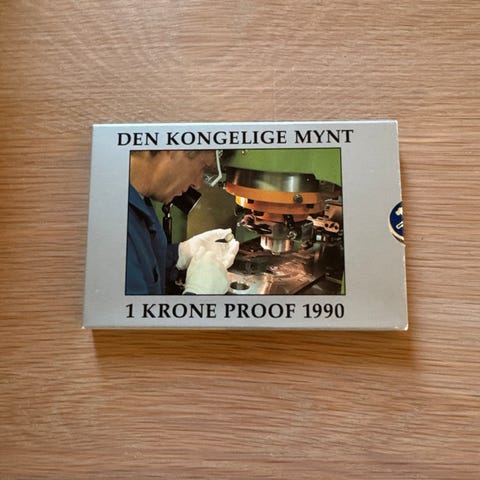 DEN KONGELIGE MYNT
1 KRONE PROOF 1990